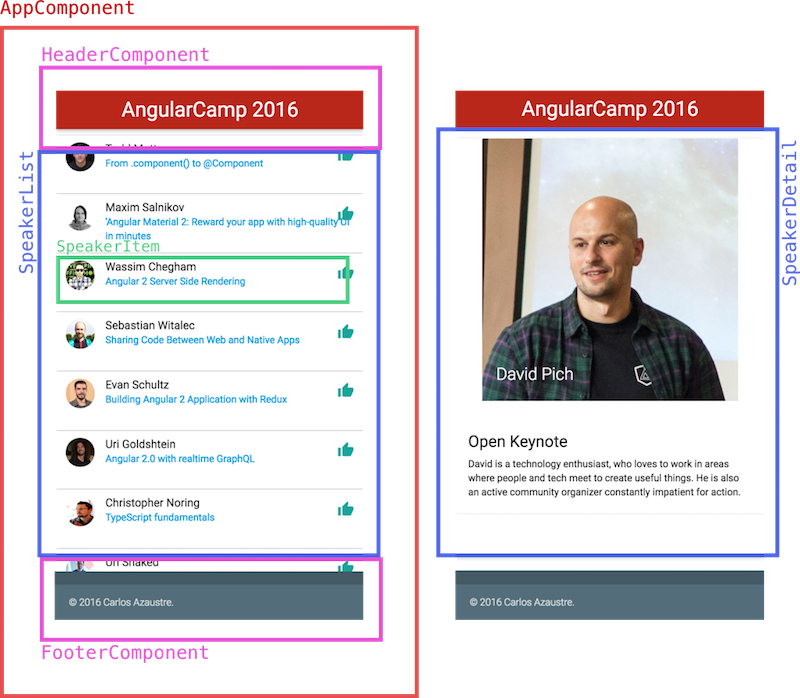 AppComponent
HeaderComponent
AngularCamp 2016
SpeakerList
From .component() to @Component
Maxim Salnikov
'Angular Material 2: Reward your app with high-quality UI
in minutes
SpeakerItem
Wassim Chegham
Angular 2 Server Side Rendering
Sebastian Witalec
Sharing Code Between Web and Native Apps
Evan Schultz
Building Angular 2 Application with Redux
Uri Goldshtein
Angular 2.0 with realtime GraphQL
Christopher Noring
TypeScript fundamentals
Uri Shaked
© 2016 Carlos Azaustre.
FooterComponent
AngularCamp 2016
SpeakerDetail
David Pich
Open Keynote
David is a technology enthusiast, who loves to work in areas
where people and tech meet to create useful things. He is also
an active community organizer constantly impatient for action.
© 2016 Carlos Azaustre.